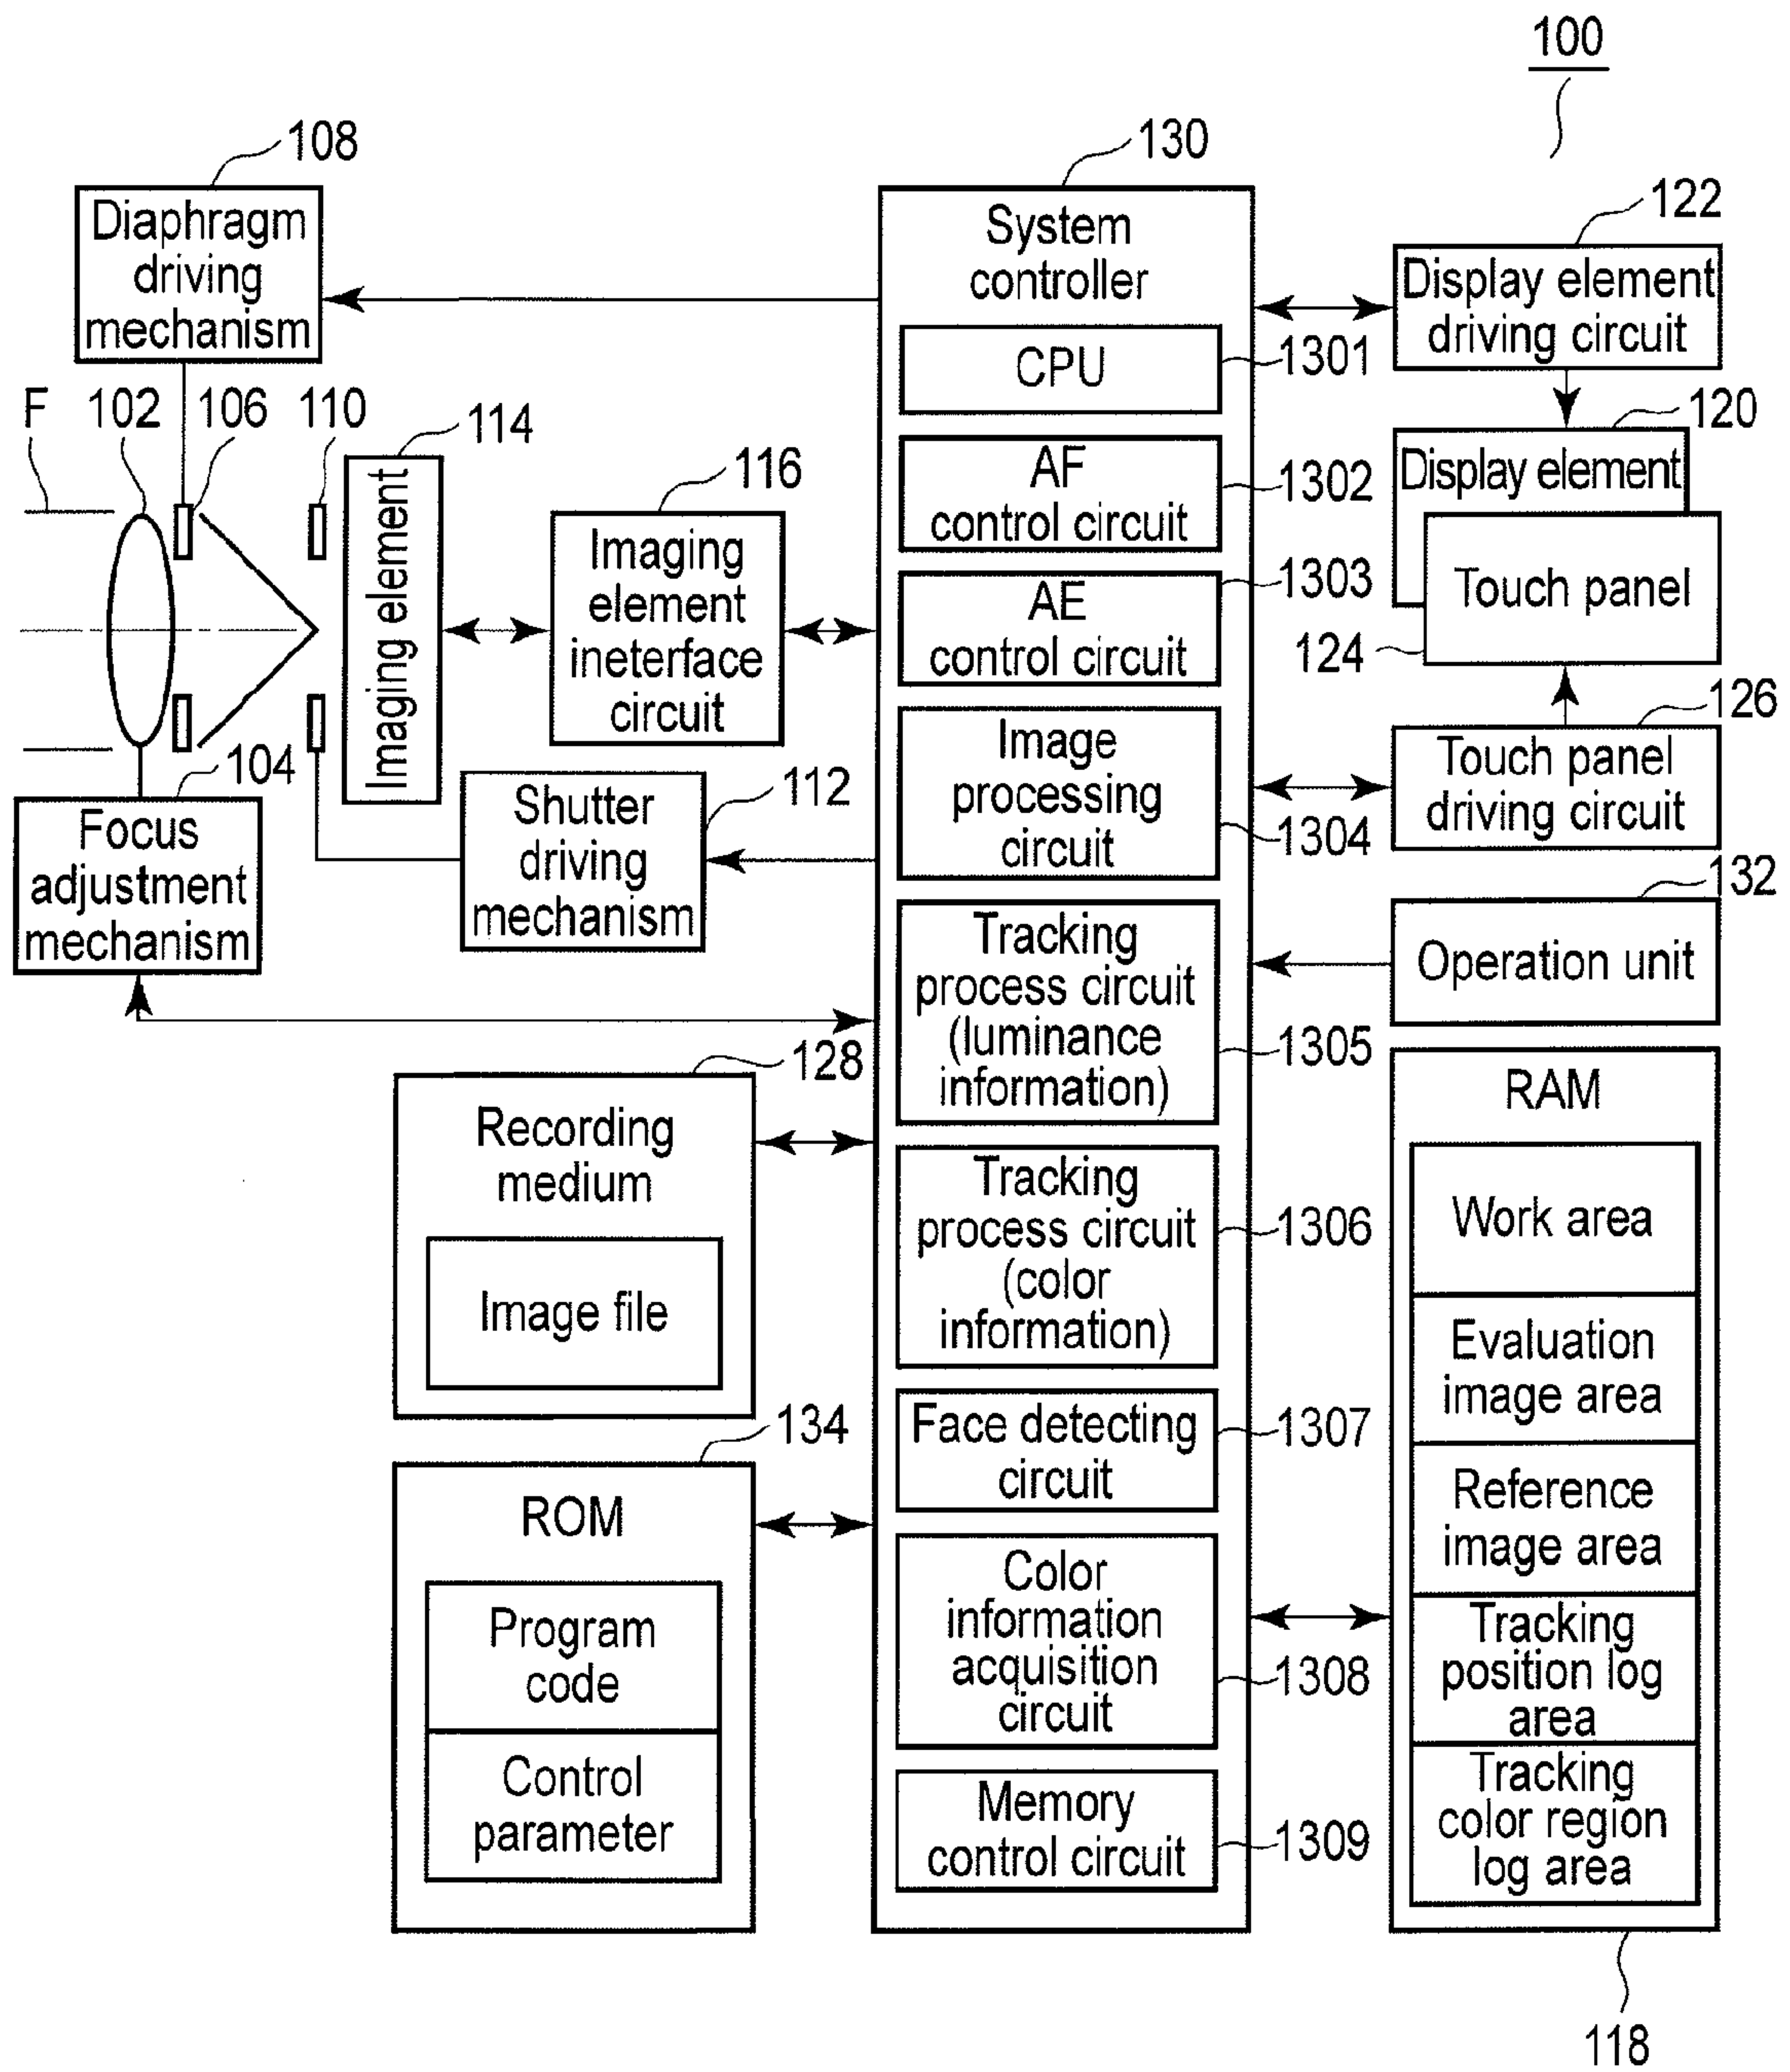 100
108
Diaphragm
driving
mechanism
F
102
106
110
114
Imaging element
116
Imaging
element
ineterface
circuit
104
Focus
adjustment
mechanism
112
Shutter
driving
mechanism
128
Recording
medium
Image file
134
ROM
Program
code
Control
parameter
130
System
controller
CPU
1301
AF
control circuit
1302
AE
control circuit
1303
Image
processing
circuit
1304
Tracking
process circuit
(luminance
information)
1305
Tracking
process circuit
(color
information)
1306
Face detecting
circuit
1307
Color
information
acquisition
circuit
1308
Memory
control circuit
1309
122
Display element
driving circuit
120
Display element
Touch panel
124
126
Touch panel
driving circuit
132
Operation unit
RAM
Work area
Evaluation
image area
Reference
image area
Tracking
position log
area
Tracking
color region
log area
118